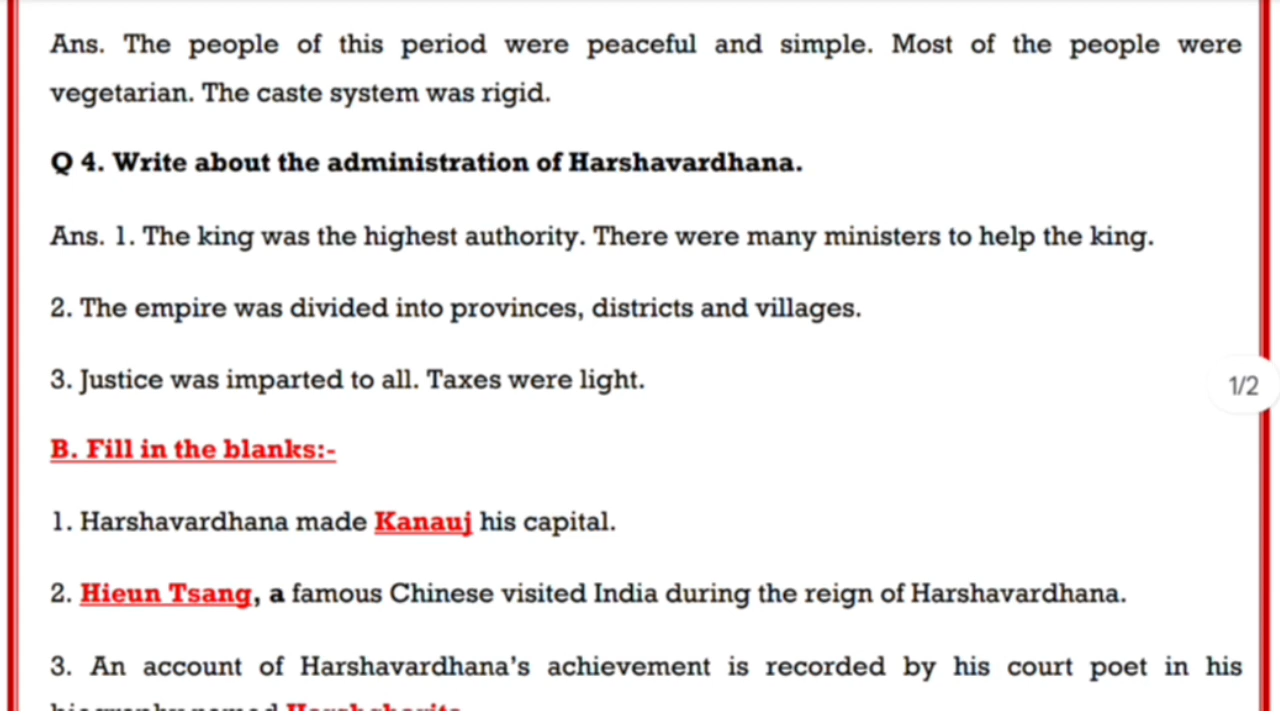 Ans. The people of this period were peaceful and simple. Most of the people were
vegetarian. The caste system was rigid.
Q 4. Write about the administration of Harshavardhana.
Ans. 1. The king was the highest authority. There were many ministers to help the king.
2. The empire was divided into provinces, districts and villages.
3. Justice was imparted to all. Taxes were light.
1/2
B. Fill in the blanks:-
1. Harshavardhana made Kanauj his capital.
2. Hieun Tsang, a famous Chinese visited India during the reign of Harshavardhana.
3. An account of Harshavardhana's achievement is recorded by his court poet in his
biography named